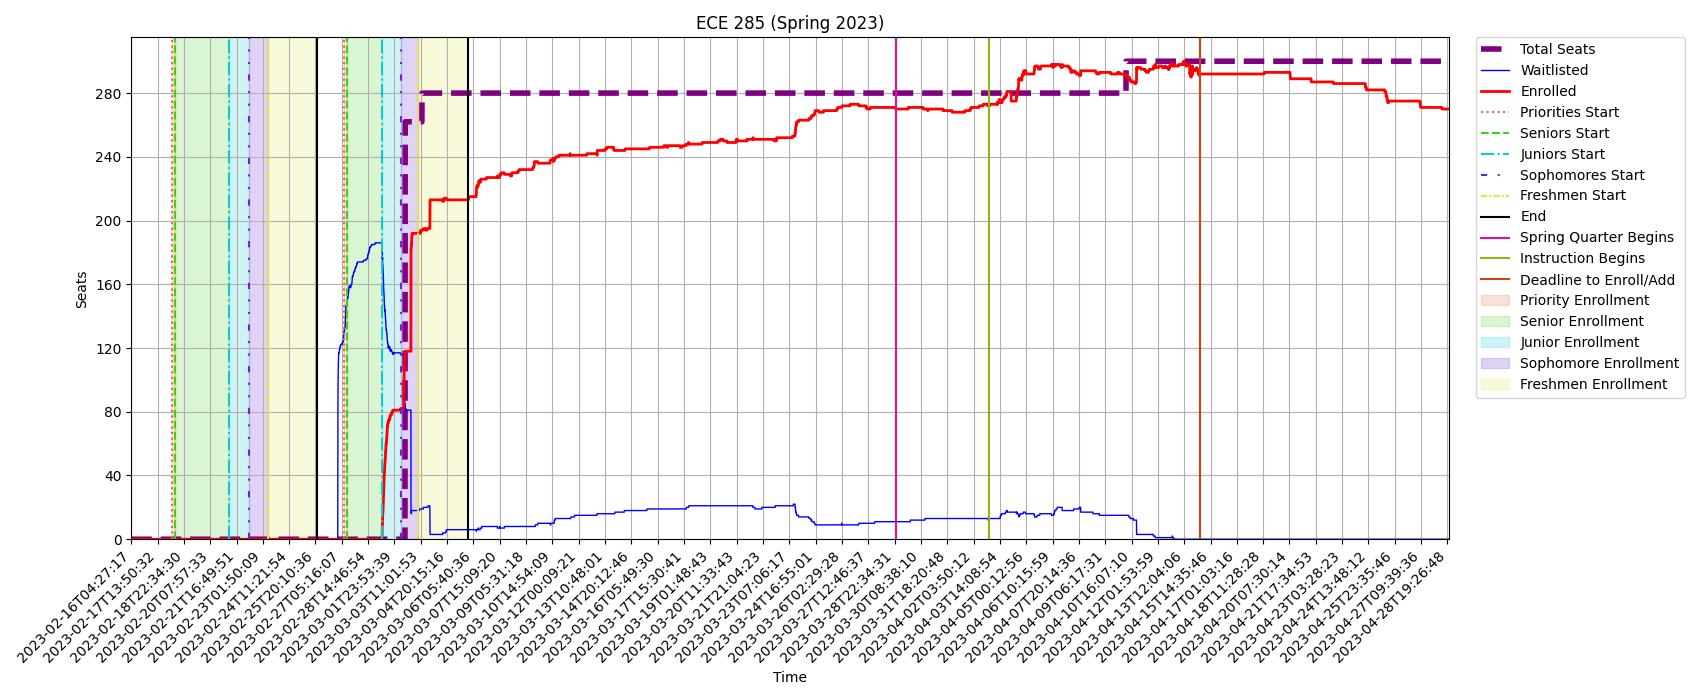 ECE 285 (Spring 2023)
Seats
280
240
200
160
120
80
40
0
2023-02-16T04:27:17
2023-02-17T13:50:32
2023-02-18T22:34:30
2023-02-20T07:57:33
2023-02-21T16:49:51
2023-02-23T01:50:09
2023-02-24T11:21:54
2023-02-25T20:10:36
2023-02-27T05:16:07
2023-02-28T14:46:54
2023-03-01T23:53:39
2023-03-03T11:01:53
2023-03-04T20:15:16
2023-03-06T05:40:36
2023-03-07T15:09:20
2023-03-09T05:31:18
2023-03-10T14:54:09
2023-03-12T00:09:21
2023-03-13T10:48:01
2023-03-14T20:12:46
2023-03-16T05:49:30
2023-03-17T15:30:41
2023-03-19T01:48:43
2023-03-20T11:33:43
2023-03-21T21:04:23
2023-03-23T07:06:17
2023-03-24T16:55:01
2023-03-26T02:29:28
2023-03-27T12:46:37
2023-03-28T22:34:31
2023-03-30T08:38:10
2023-03-31T18:20:48
2023-04-02T03:50:12
2023-04-03T14:08:54
2023-04-05T00:12:56
2023-04-06T10:15:59
2023-04-07T20:14:36
2023-04-09T06:17:31
2023-04-10T16:07:10
2023-04-12T01:53:59
2023-04-13T12:04:06
2023-04-15T14:35:46
2023-04-17T01:03:16
2023-04-18T11:28:28
2023-04-20T07:30:14
2023-04-21T17:34:53
2023-04-23T03:28:23
2023-04-24T13:48:12
2023-04-25T23:35:46
2023-04-27T09:39:36
2023-04-28T19:26:48
Time
Total Seats
Waitlisted
Enrolled
Priorities Start
Seniors Start
Juniors Start
Sophomores Start
Freshmen Start
End
Spring Quarter Begins
Instruction Begins
Deadline to Enroll/Add
Priority Enrollment
Senior Enrollment
Junior Enrollment
Sophomore Enrollment
Freshmen Enrollment